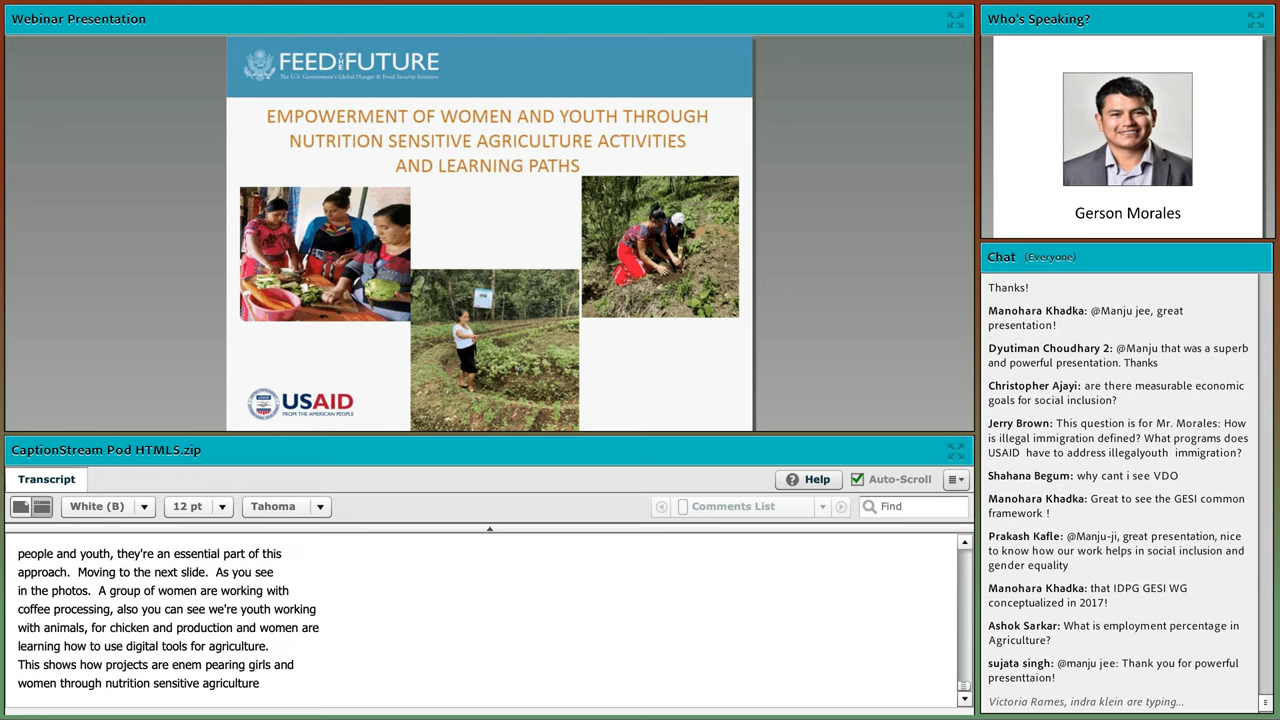 Webinar Presentation
FEED THE FUTURE
The U.S. Government's Global Hunger & Food Security Initiative
EMPOWERMENT OF WOMEN AND YOUTH THROUGH
NUTRITION SENSITIVE AGRICULTURE ACTIVITIES
AND LEARNING PATHS
USAID
FROM THE AMERICAN PEOPLE
Who's Speaking?
Gerson Morales
Chat (Everyone)
Thanks!
Manohara Khadka: @Manju jee, great
presentation!
Dyutiman Choudhary 2: @Manju that was a superb
and powerful presentation. Thanks
Christopher Ajayi: are there measurable economic
goals for social inclusion?
Jerry Brown: This question is for Mr. Morales: How
is illegal immigration defined? What programs does
USAID have to address illegalyouth immigration?
Shahana Begum: why cant i see VDO
Manohara Khadka: Great to see the GESI common
framework !
Prakash Kafle: @Manju-ji, great presentation, nice
to know how our work helps in social inclusion and
gender equality
Manohara Khadka: that IDPG GESI WG
conceptualized in 2017!
Ashok Sarkar: What is employment percentage in
Agriculture?
sujata singh: @manju jee: Thank you for powerful
presenttaion!
Victoria Rames, indra klein are typing...
CaptionStream Pod HTML5.zip
Transcript
Help
Auto-Scroll
White (B)
12 pt
Tahoma
Comments List
Find
people and youth, they're an essential part of this
approach. Moving to the next slide. As you see
in the photos. A group of women are working with
coffee processing, also you can see we're youth working
with animals, for chicken and production and women are
learning how to use digital tools for agriculture.
This shows how projects are enem pearing girls and
women through nutrition sensitive agriculture